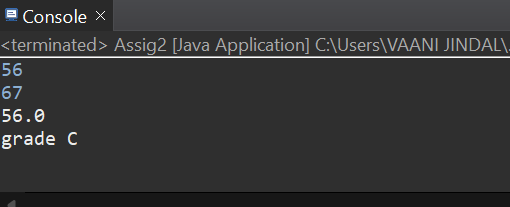 Console ×
<terminated> Assig2 [Java Application] C:\Users\VAANI JINDAL\.
56
67
56.0
grade C